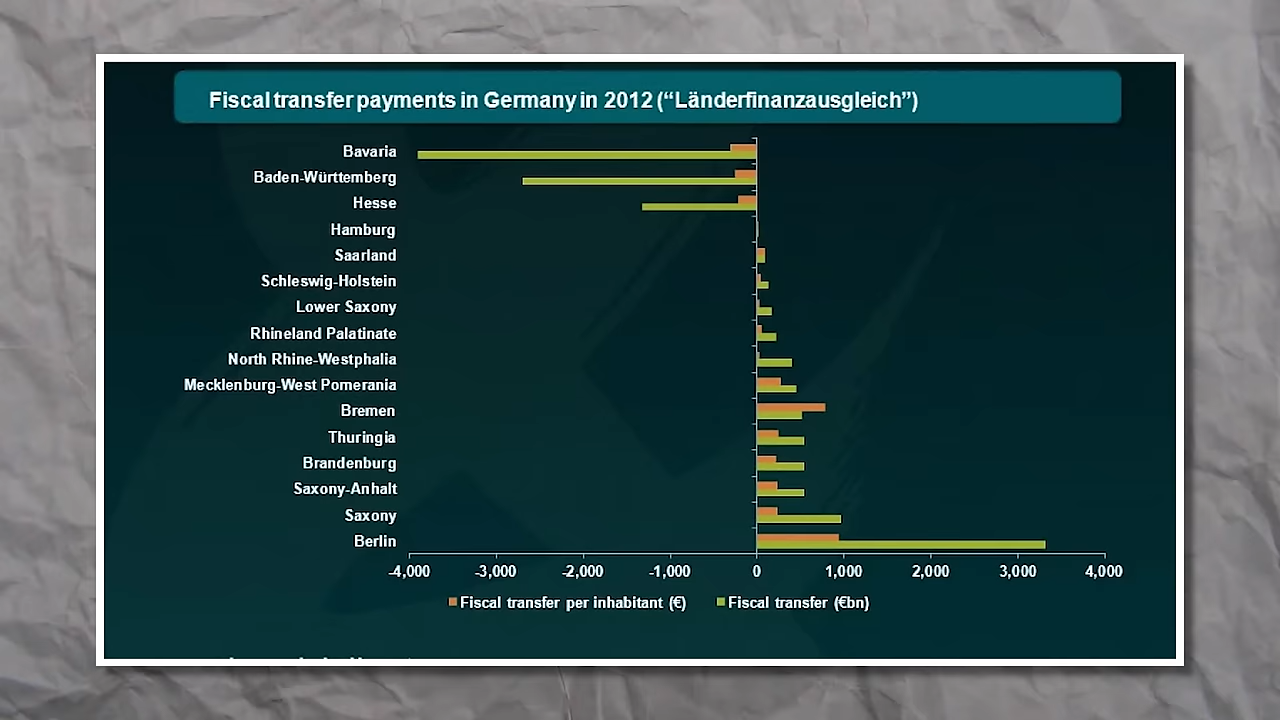 Fiscal transfer payments in Germany in 2012 (“Länderfinanzausgleich”)
Bavaria
Baden-Württemberg
Hesse
Hamburg
Saarland
Schleswig-Holstein
Lower Saxony
Rhineland Palatinate
North Rhine-Westphalia
Mecklenburg-West Pomerania
Bremen
Thuringia
Brandenburg
Saxony-Anhalt
Saxony
Berlin
-4,000 -3,000 -2,000 -1,000 0 1,000 2,000 3,000 4,000
Fiscal transfer per inhabitant (€) Fiscal transfer (€bn)